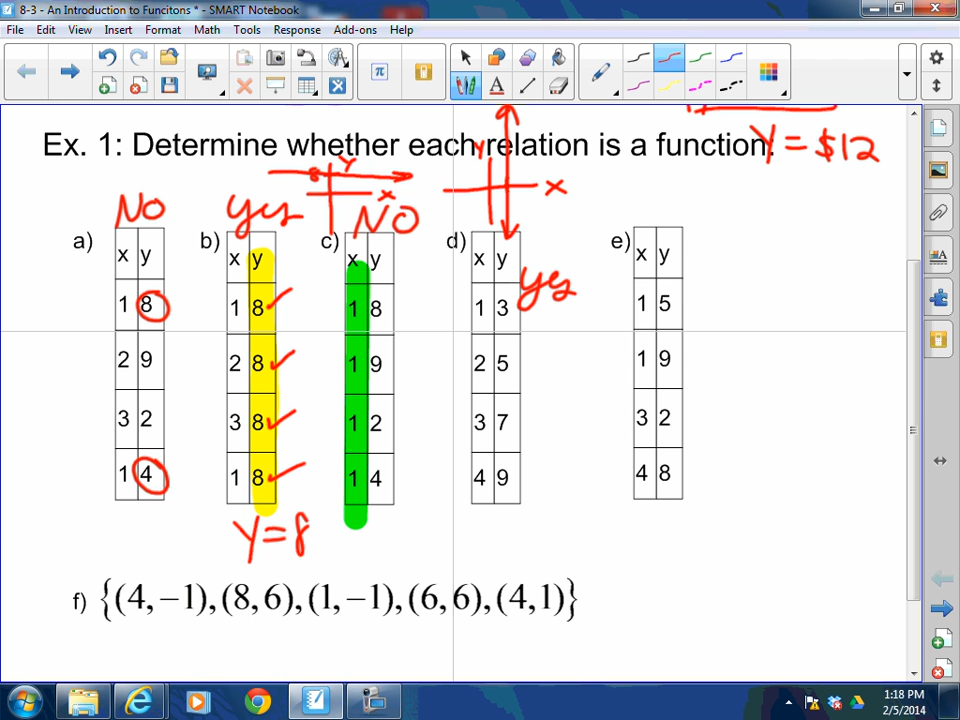 8-3 - An Introduction to Funcitons * - SMART Notebook
File Edit View Insert Format Math Tools Response Add-ons Help
Ex. 1: Determine whether each relation is a function.
Y = $12
8 Y X
Y X
NO yes NO yes
a) b) c) d) e)
x y x y x y x y x y
1 8 1 8 1 8 1 3 1 5
2 9 2 8 1 9 2 5 1 9
3 2 3 8 1 2 3 7 3 2
1 4 1 8 1 4 4 9 4 8
Y = 8
f) {(4, −1), (8, 6), (1, −1), (6, 6), (4, 1)}
1:18 PM
2/5/2014